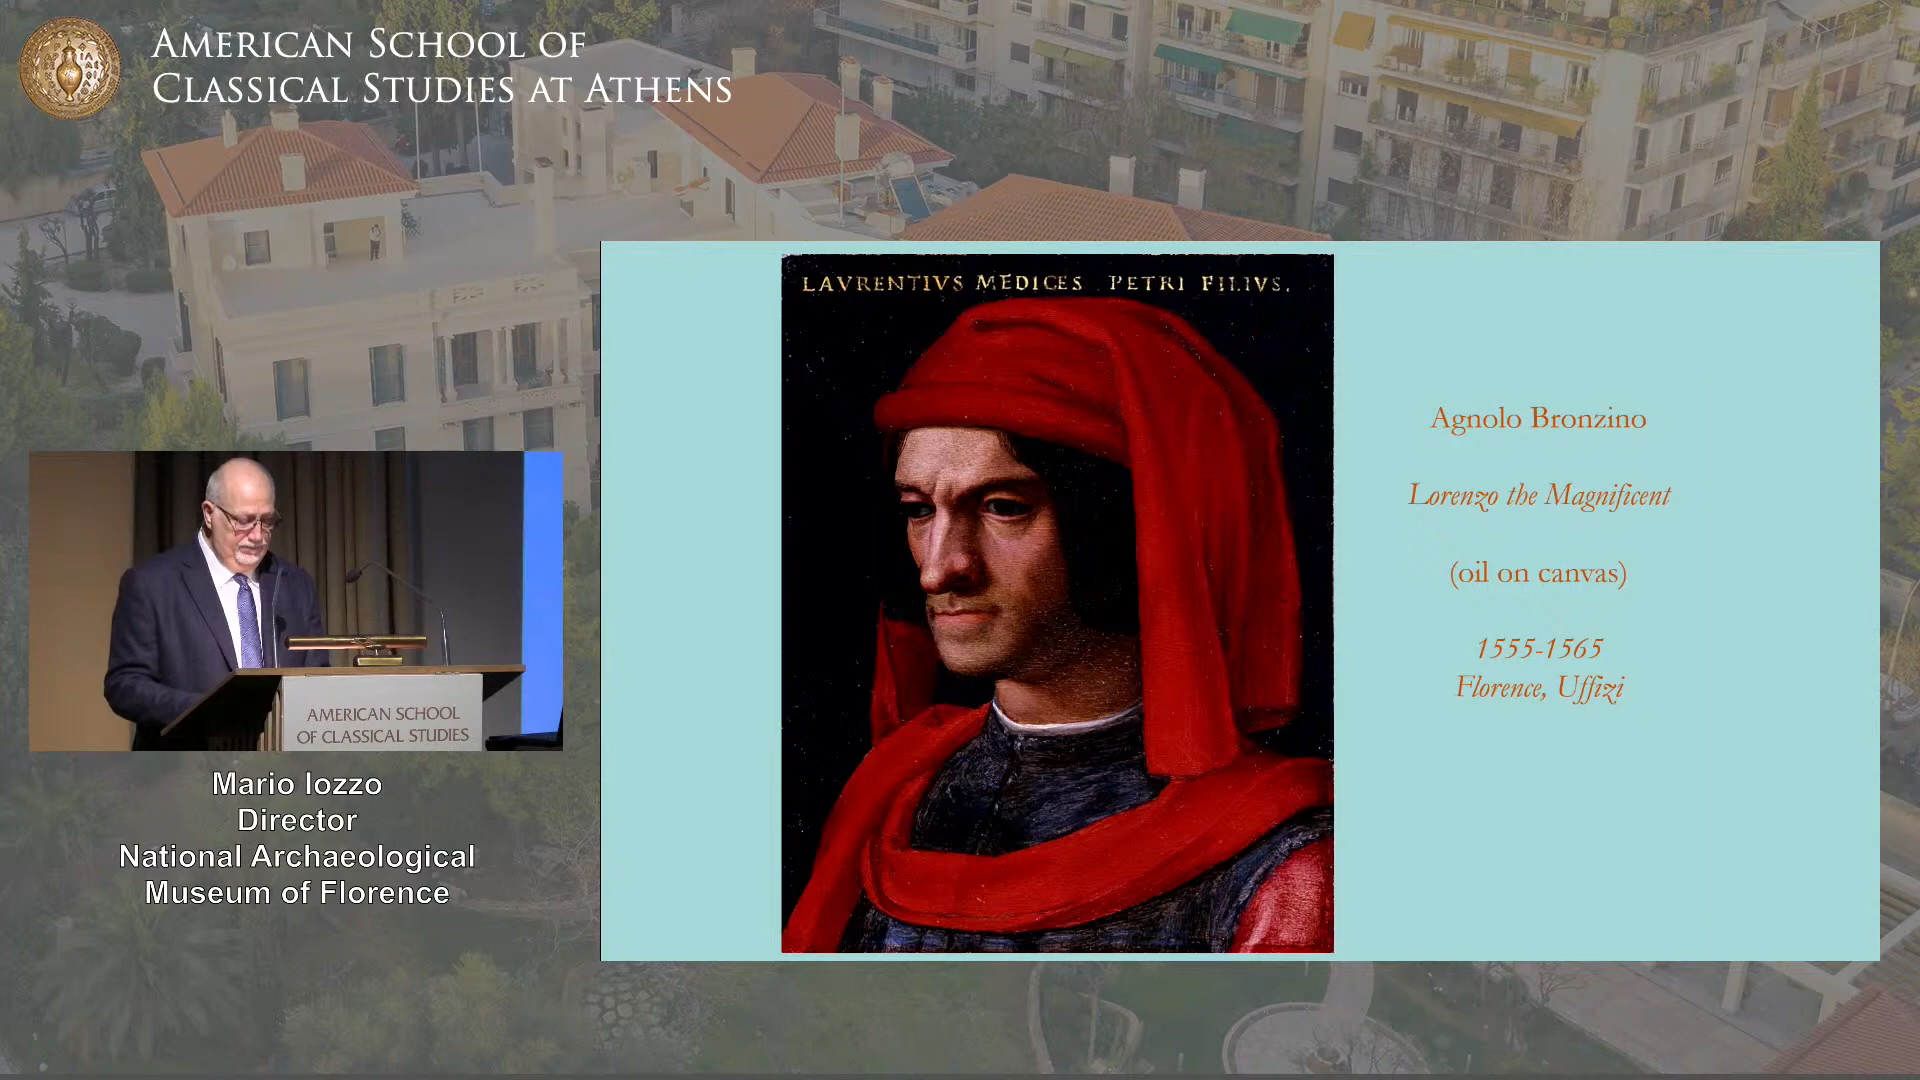 AMERICAN SCHOOL OF
CLASSICAL STUDIES AT ATHENS
LAVRENTIVS MEDICES PETRI FILIVS.
Agnolo Bronzino
Lorenzo the Magnificent
(oil on canvas)
1555-1565
Florence, Uffizi
AMERICAN SCHOOL
OF CLASSICAL STUDIES
Mario Iozzo
Director
National Archaeological
Museum of Florence